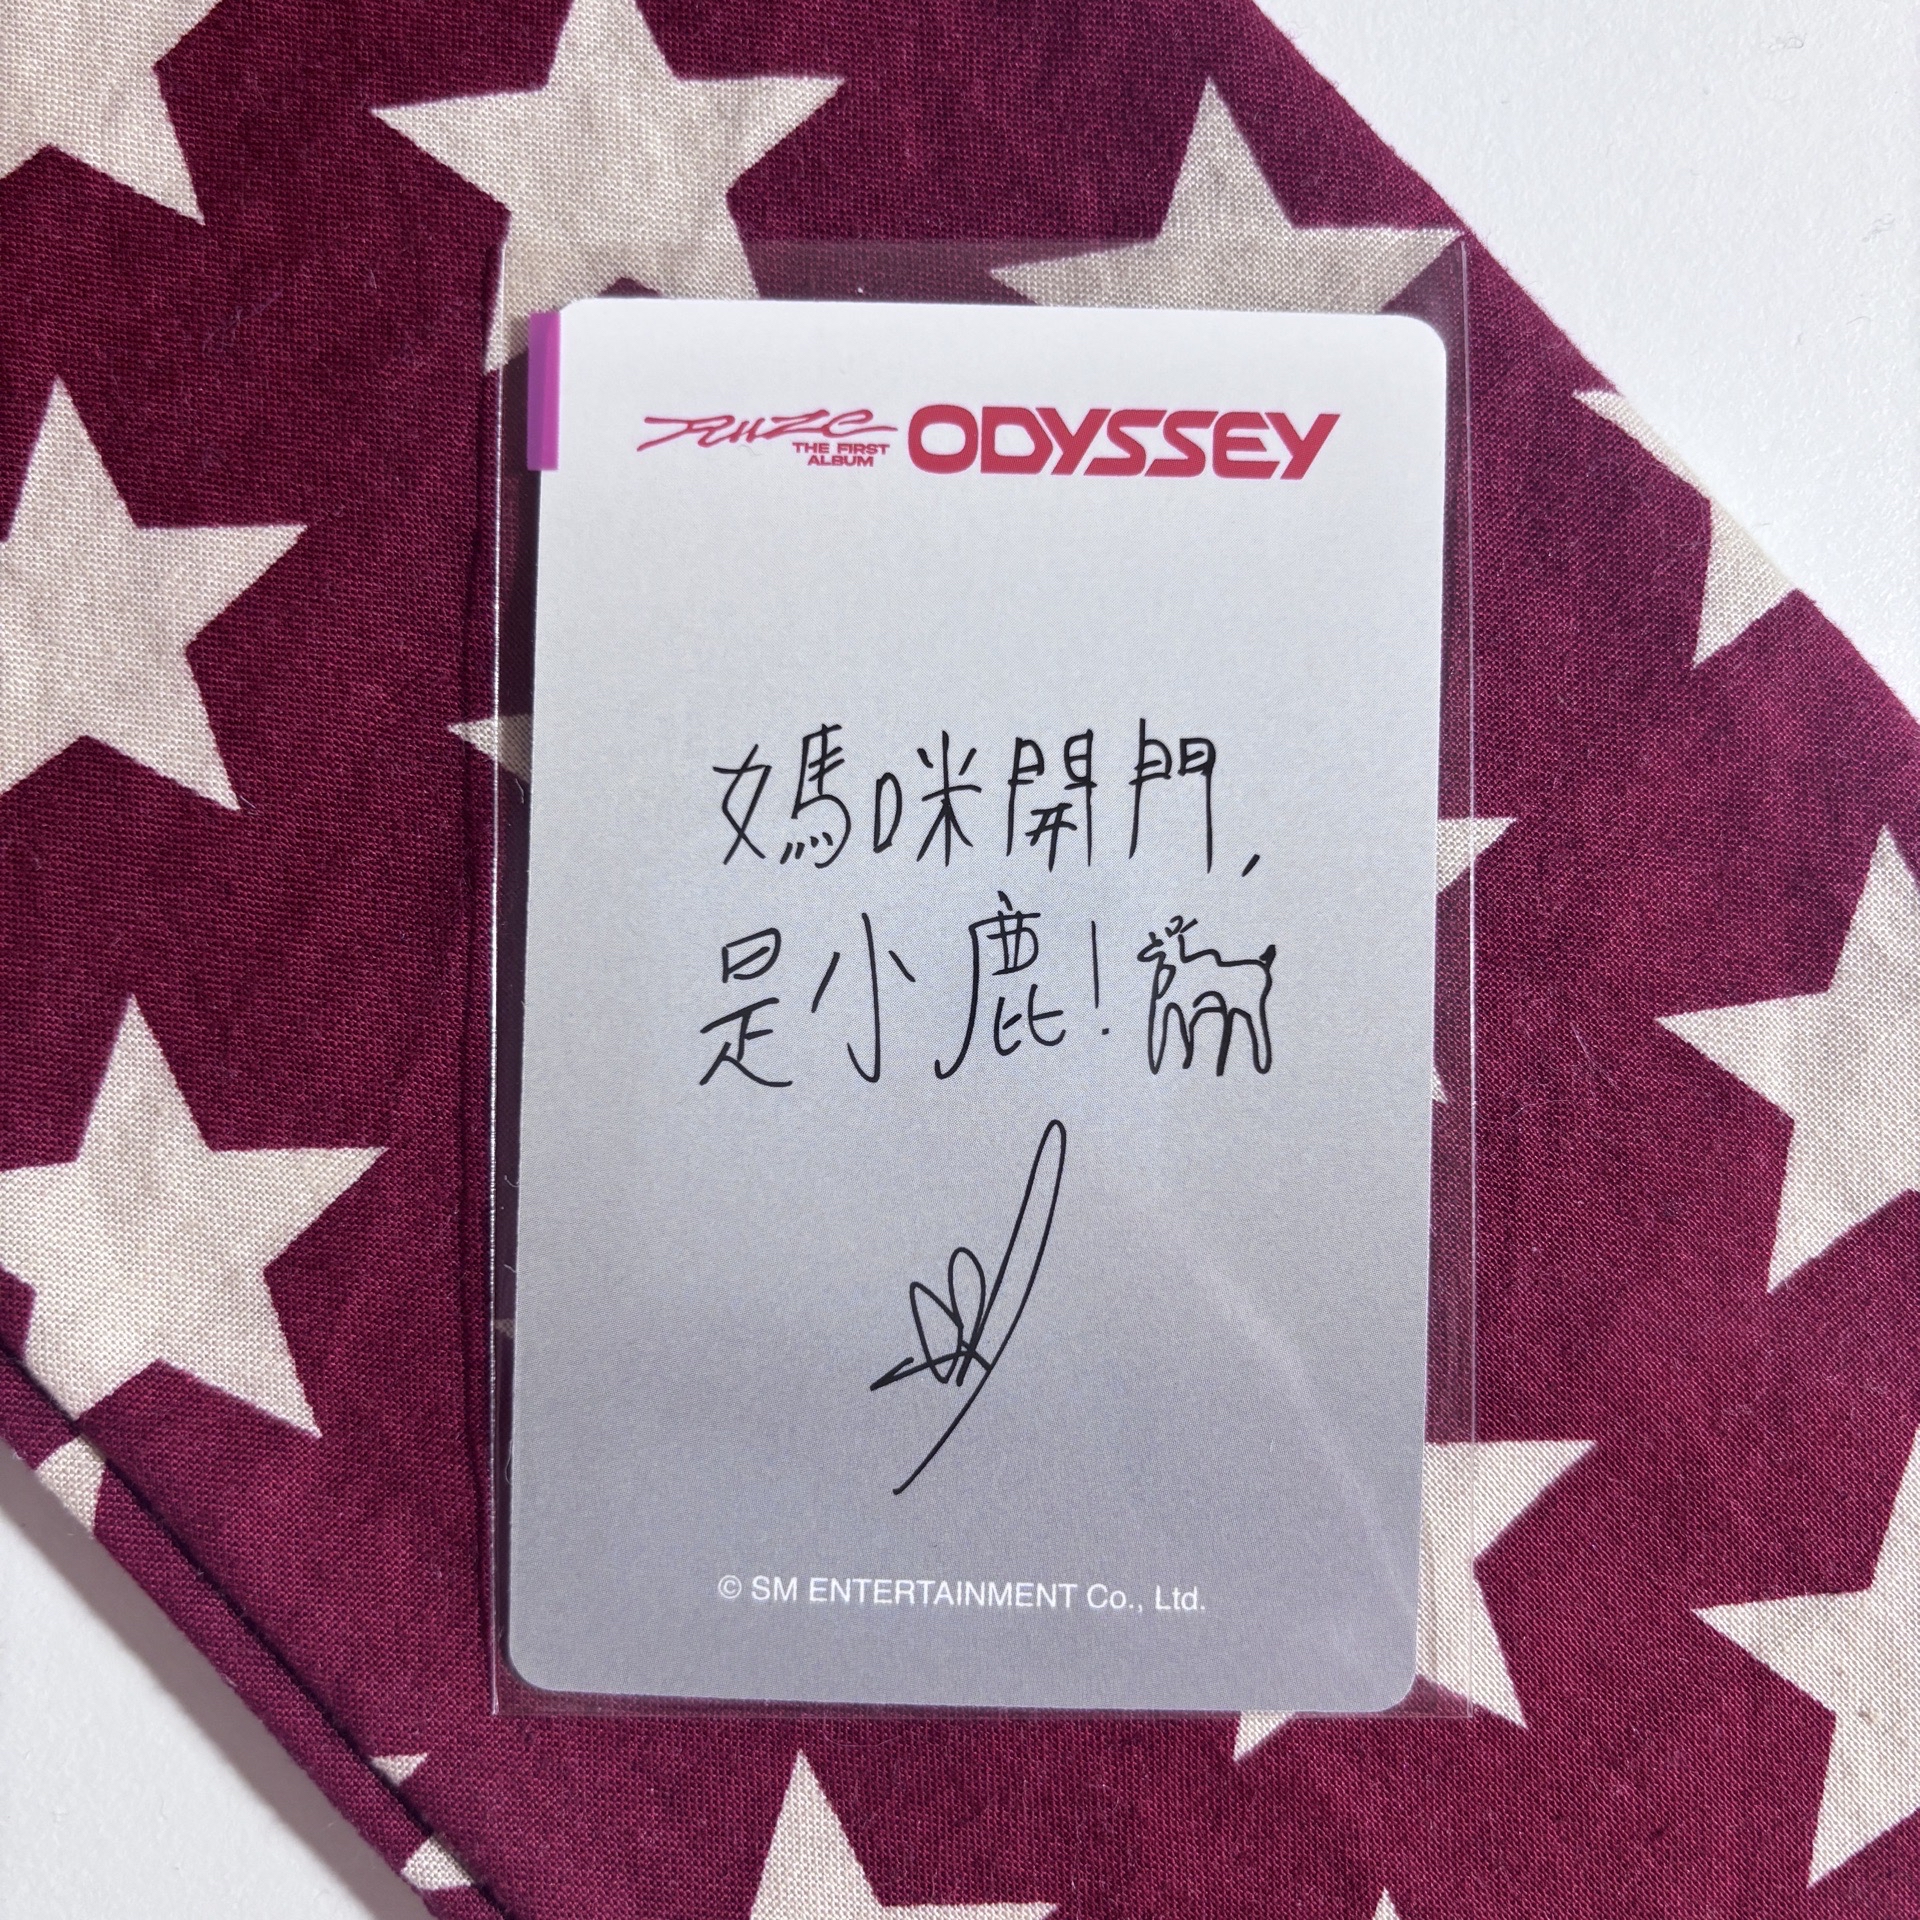 RIIZE THE FIRST ALBUM ODYSSEY
媽咪開門,
是小鹿!
© SM ENTERTAINMENT Co., Ltd.